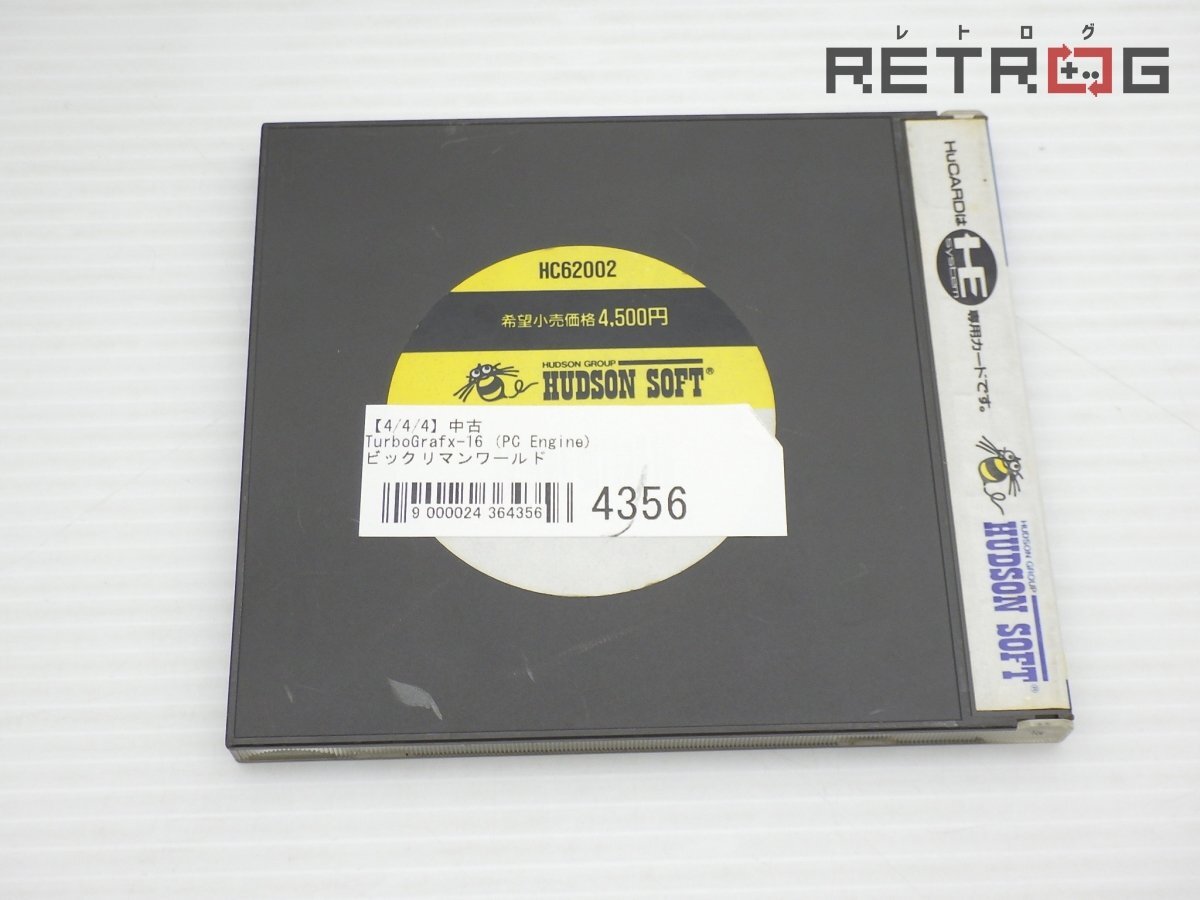 レトログ
RETROG
HC62002
希望小売価格4,500円
HUDSON GROUP
HUDSON SOFT®
【4/4/4】中古
TurboGrafx-16 (PC Engine)
ビックリマンワールド
9 000024 364356
4356
HuCARDは
HE
SYSTEM
専用カードです。
HUDSON GROUP
HUDSON SOFT®